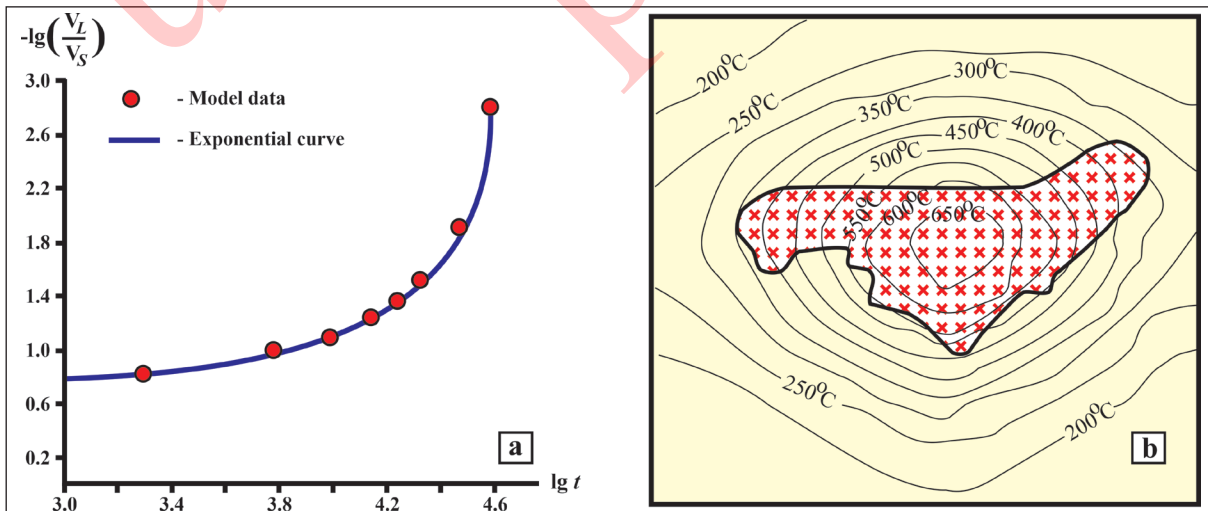 -lg(V_L/V_S)
3.0
2.6
2.2
1.8
1.4
1.0
0.6
0.2
- Model data
- Exponential curve
a
lg t
3.0
3.4
3.8
4.2
4.6
200°C
250°C
300°C
350°C
400°C
450°C
500°C
550°C
600°C
650°C
250°C
200°C
b